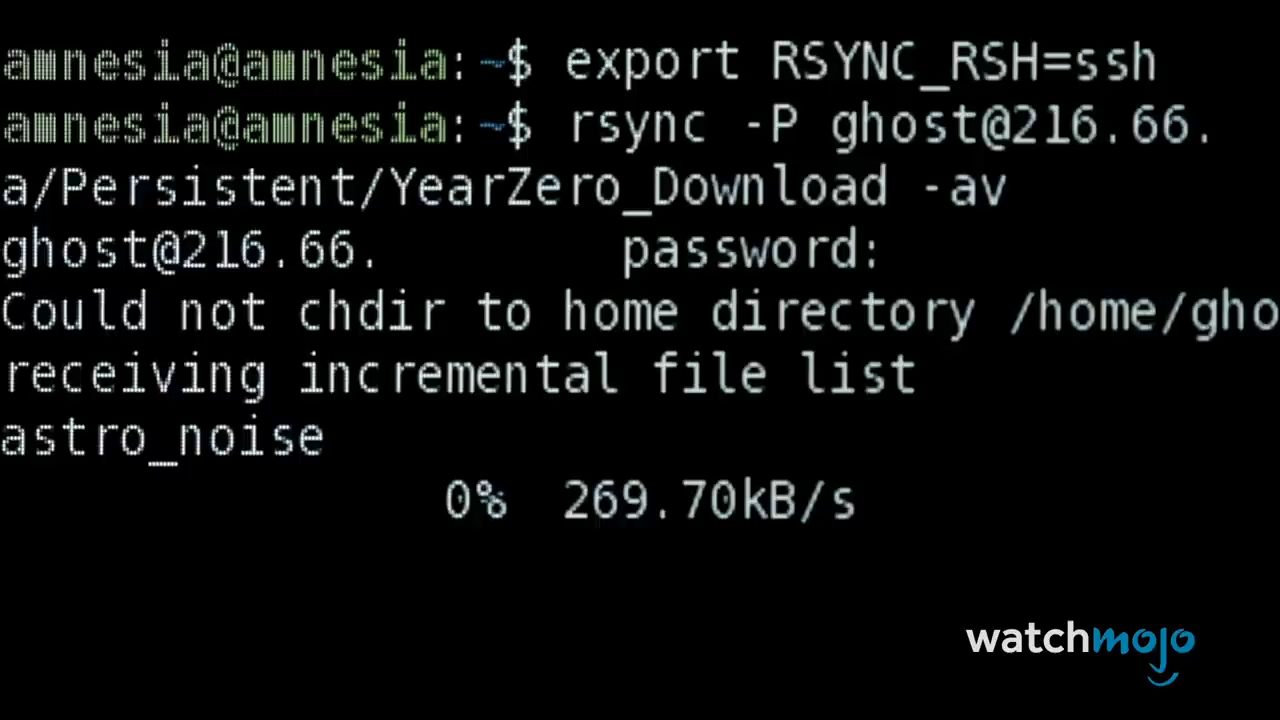 amnesia@amnesia:~$ export RSYNC_RSH=ssh
amnesia@amnesia:~$ rsync -P ghost@216.66.
a/Persistent/YearZero_Download -av
ghost@216.66. password:
Could not chdir to home directory /home/gho
receiving incremental file list
astro_noise
0% 269.70kB/s
watchmojo